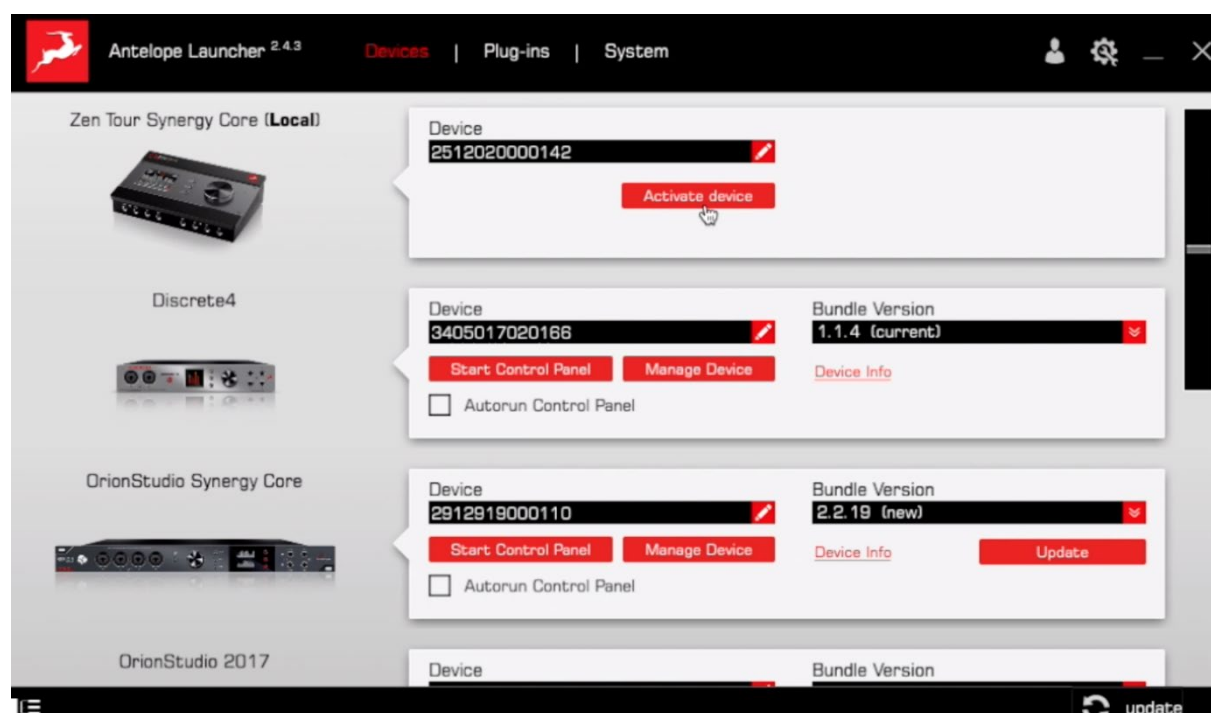 Antelope Launcher 2.4.3 Devices | Plug-ins | System
Zen Tour Synergy Core (Local)
Device
2512020000142
Activate device
Discrete4
Device
3405017020166
Start Control Panel Manage Device
Autorun Control Panel
Bundle Version
1.1.4 (current)
Device Info
OrionStudio Synergy Core
Device
2912919000110
Start Control Panel Manage Device
Autorun Control Panel
Bundle Version
2.2.19 (new)
Device Info Update
OrionStudio 2017
Device
Bundle Version
update